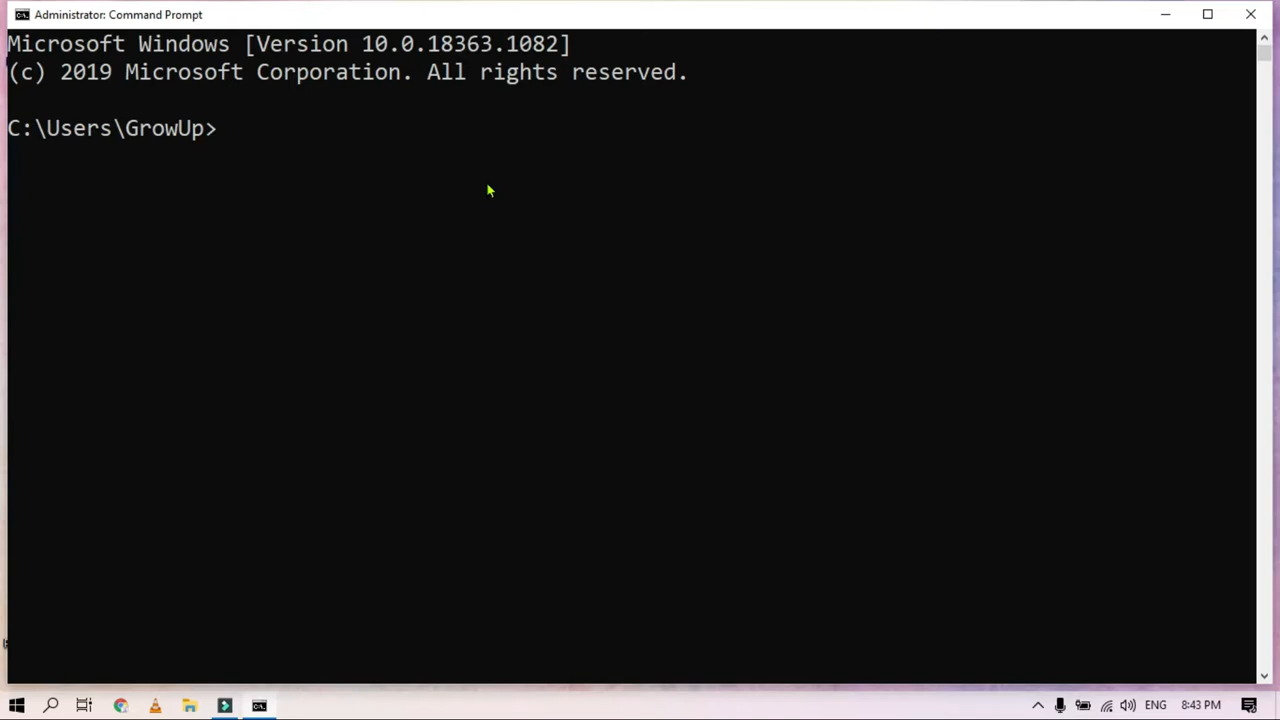 Administrator: Command Prompt
Microsoft Windows [Version 10.0.18363.1082]
(c) 2019 Microsoft Corporation. All rights reserved.
C:\Users\GrowUp>
ENG
8:43 PM